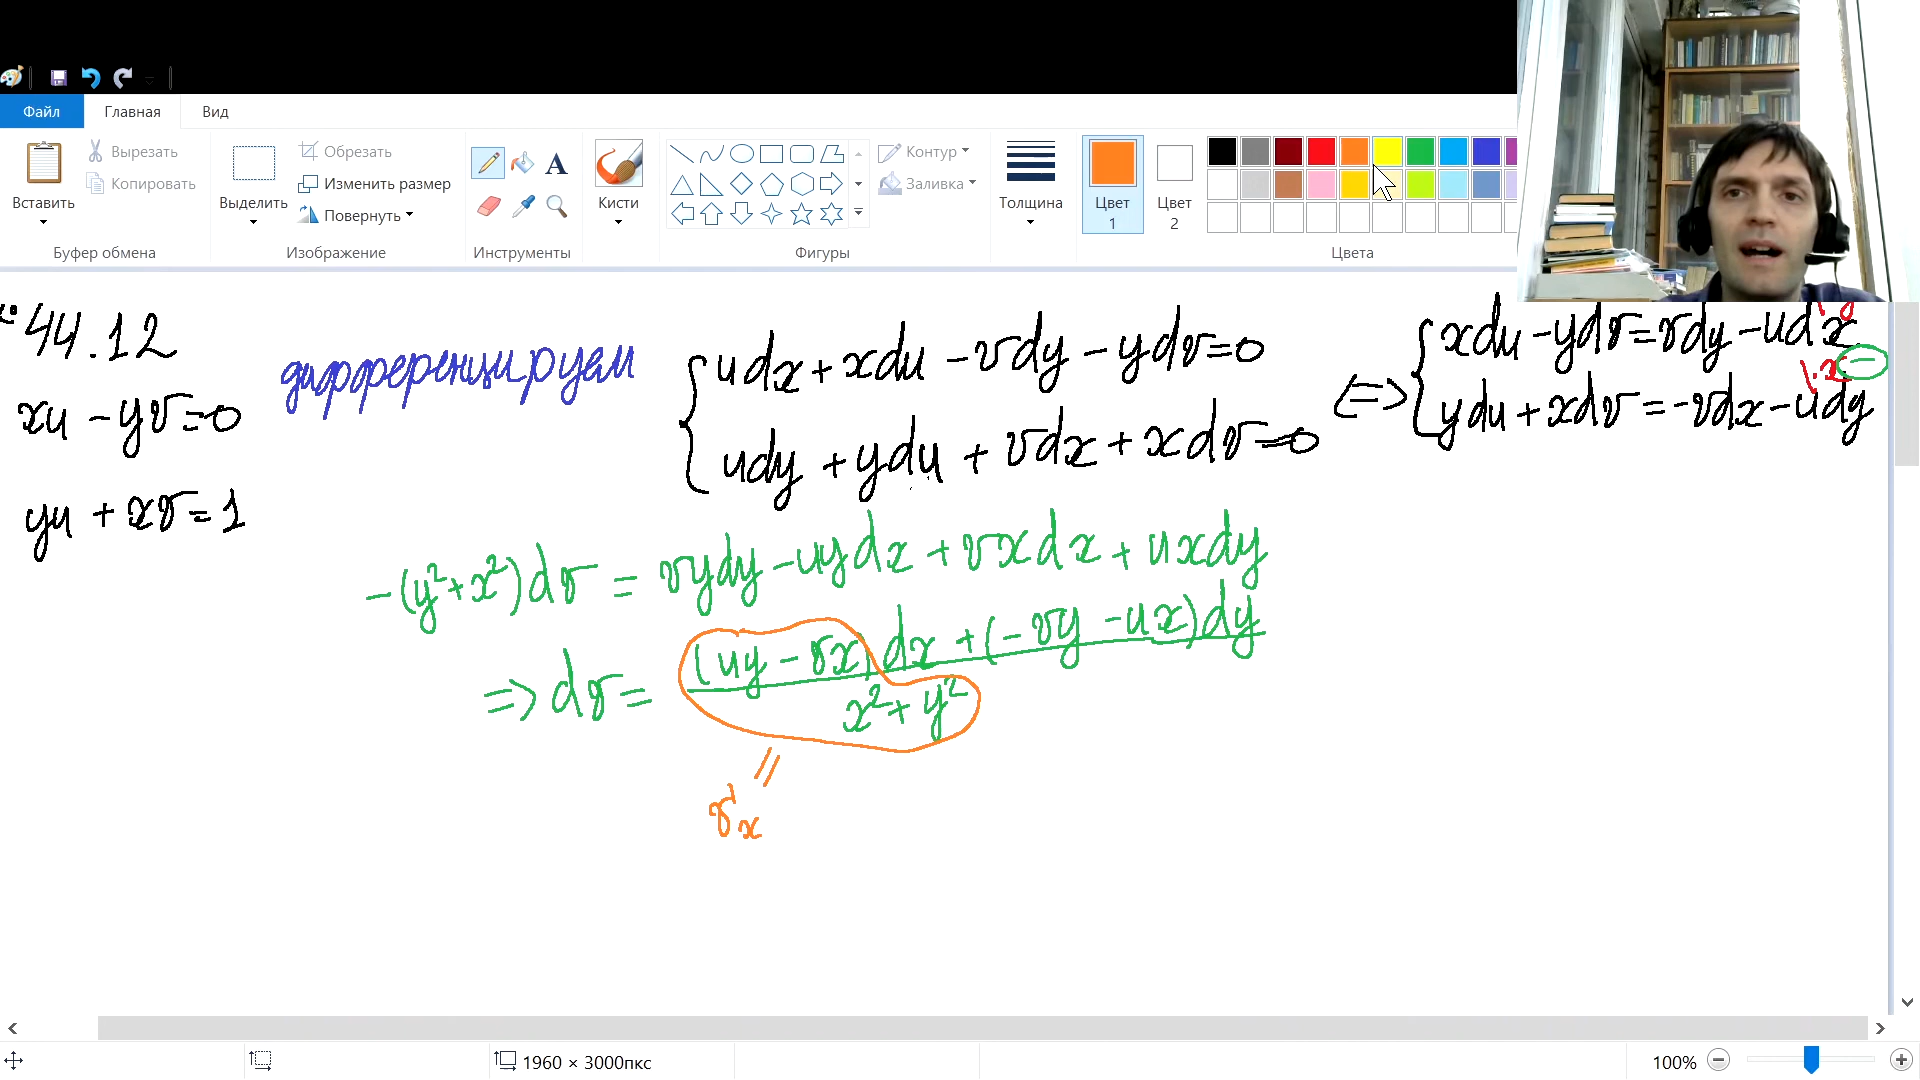 Файл Главная Вид
Вставить
Вырезать
Копировать
Буфер обмена
Выделить
Обрезать
Изменить размер
Повернуть
Изображение
A
Инструменты
Кисти
Фигуры
Контур
Заливка
Толщина
Цвет 1
Цвет 2
Цвета
44.12
xu - yv = 0
yu + xv = 1
дифференцируем
udx + xdu - vdy - ydv = 0
udy + ydu + vdx + xdv = 0
<=>
xdu - ydv = vdy - udx
ydu + xdv = -vdx - udy
\·x
-
-(y²+x²)dv = vydy - uydx + vxdx + uxdy
=> dv = (uy - vx)dx + (-vy - ux)dy
x² + y²
=
v'x
1960 × 3000пкс
100%